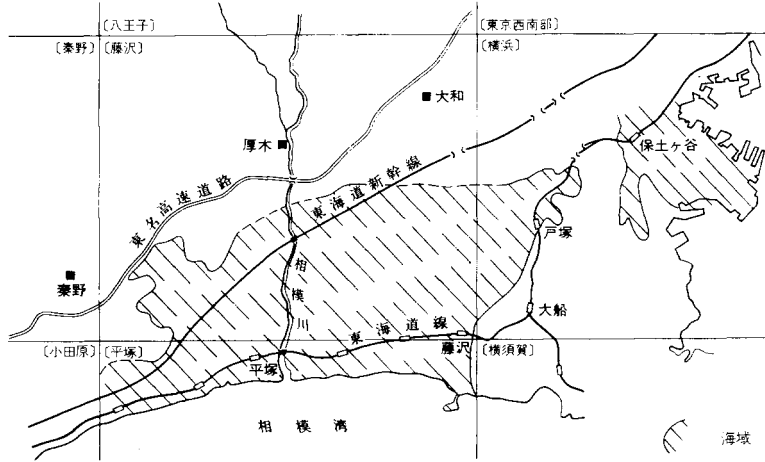 〔八王子〕
〔東京西南部〕
〔秦野〕
〔藤沢〕
〔横浜〕
大和
厚木
保土ヶ谷
東海道新幹線
東名高速道路
戸塚
相模川
秦野
大船
東海道線
〔小田原〕
〔平塚〕
藤沢
〔横須賀〕
平塚
相模湾
海域